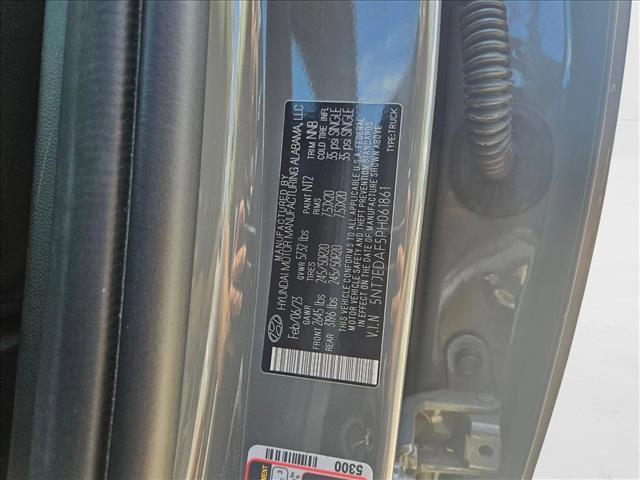 MANUFACTURED BY
HYUNDAI MOTOR MANUFACTURING ALABAMA, LLC
Feb/06/23 GVWR 5732 lbs PAINT NT2 TRIM NNB
GAWR TIRES RIMS COLD TIRE INFL
FRONT 2645 lbs 245/50R20 7.5JX20 35 psi SINGLE
REAR 3196 lbs 245/50R20 7.5JX20 35 psi SINGLE
THIS VEHICLE CONFORMS TO ALL APPLICABLE U.S.A FEDERAL
MOTOR VEHICLE SAFETY AND THEFT PREVENTION STANDARDS
IN EFFECT ON THE DATE OF MANUFACTURE SHOWN ABOVE
V.I.N 5NTJEDAF5PH061861 TYPE:TRUCK
5300